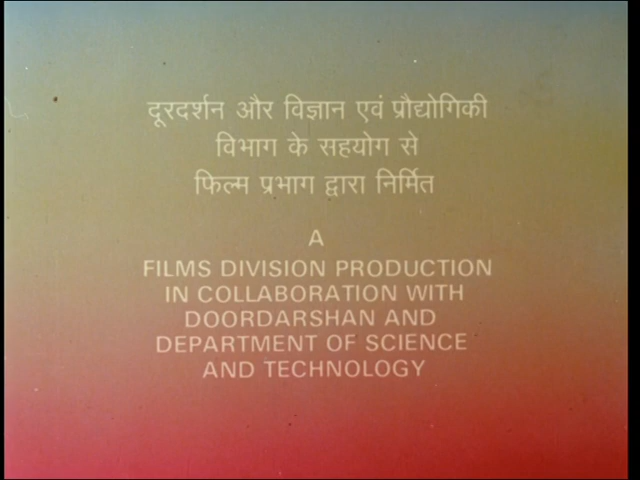 दूरदर्शन और विज्ञान एवं प्रौद्योगिकी
विभाग के सहयोग से
फिल्म प्रभाग द्वारा निर्मित
A
FILMS DIVISION PRODUCTION
IN COLLABORATION WITH
DOORDARSHAN AND
DEPARTMENT OF SCIENCE
AND TECHNOLOGY